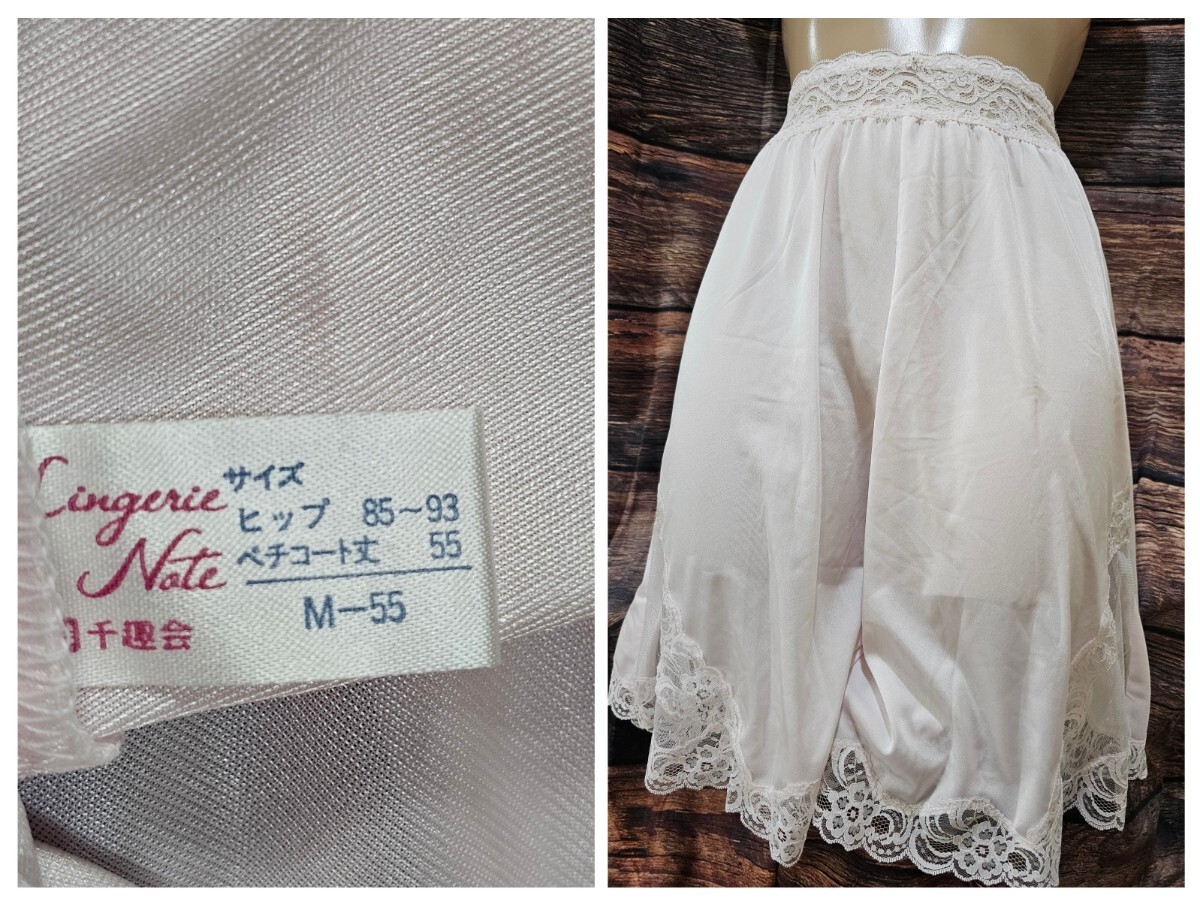 Lingerie
Note
千趣会
サイズ
ヒップ 85～93
ペチコート丈 55
M－55